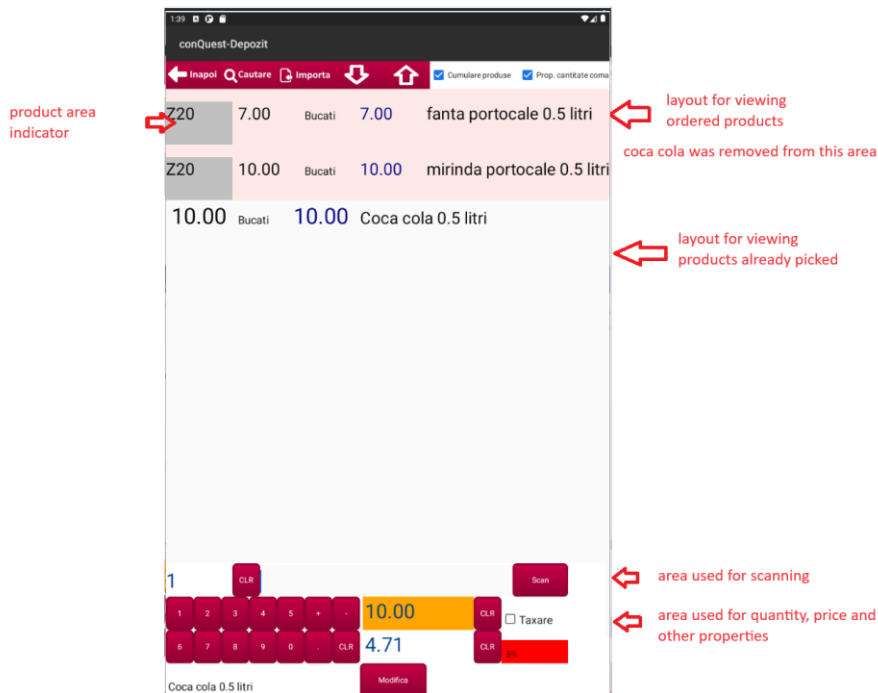 1:39
conQuest-Depozit
Inapoi Cautare Importa Cumulare produse Prop. cantitate coma
product area
indicator
Z20 7.00 Bucati 7.00 fanta portocale 0.5 litri
layout for viewing
ordered products
coca cola was removed from this area
Z20 10.00 Bucati 10.00 mirinda portocale 0.5 litri
10.00 Bucati 10.00 Coca cola 0.5 litri
layout for viewing
products already picked
1 CLR Scan
area used for scanning
1 2 3 4 5 + - 10.00 CLR Taxare
area used for quantity, price and
other properties
6 7 8 9 0 . CLR 4.71 CLR 5%
Coca cola 0.5 litri Modifica